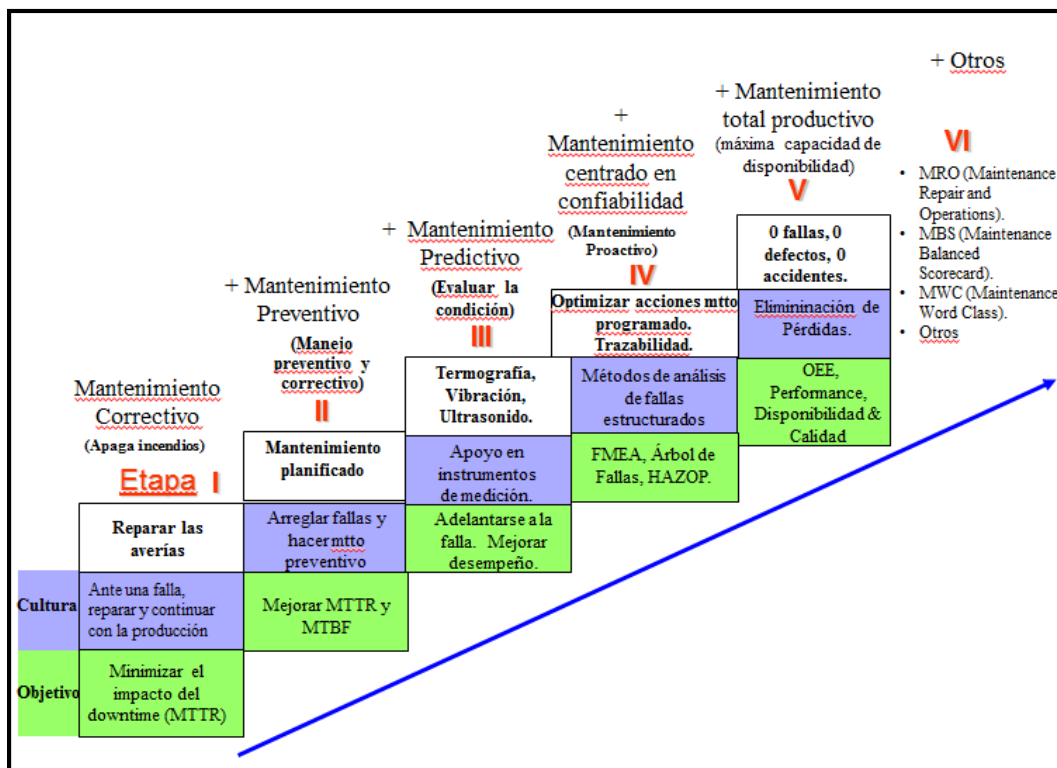 + Otros
VI
• MRO (Maintenance
Repair and
Operations).
• MBS (Maintenance
Balanced
Scorecard).
• MWC (Maintenance
Word Class).
• Otros
+ Mantenimiento
total productivo
(máxima capacidad de
disponibilidad)
V
0 fallas, 0
defectos, 0
accidentes.
Elimininación de
Pérdidas.
OEE,
Performance,
Disponibilidad &
Calidad
+
Mantenimiento
centrado en
confiabilidad
(Mantenimiento
Proactivo)
IV
Optimizar acciones mtto
programado.
Trazabilidad.
Métodos de análisis
de fallas
estructurados
FMEA, Árbol de
Fallas, HAZOP.
+ Mantenimiento
Predictivo
(Evaluar la
condición)
III
Termografía,
Vibración,
Ultrasonido.
Apoyo en
instrumentos
de medición.
Adelantarse a la
falla. Mejorar
desempeño.
+ Mantenimiento
Preventivo
(Manejo
preventivo y
correctivo)
II
Mantenimiento
planificado
Arreglar fallas y
hacer mtto
preventivo
Mejorar MTTR y
MTBF
Mantenimiento
Correctivo
(Apaga incendios)
Etapa I
Reparar las
averías
Cultura
Ante una falla,
reparar y continuar
con la producción
Objetivo
Minimizar el
impacto del
downtime (MTTR)